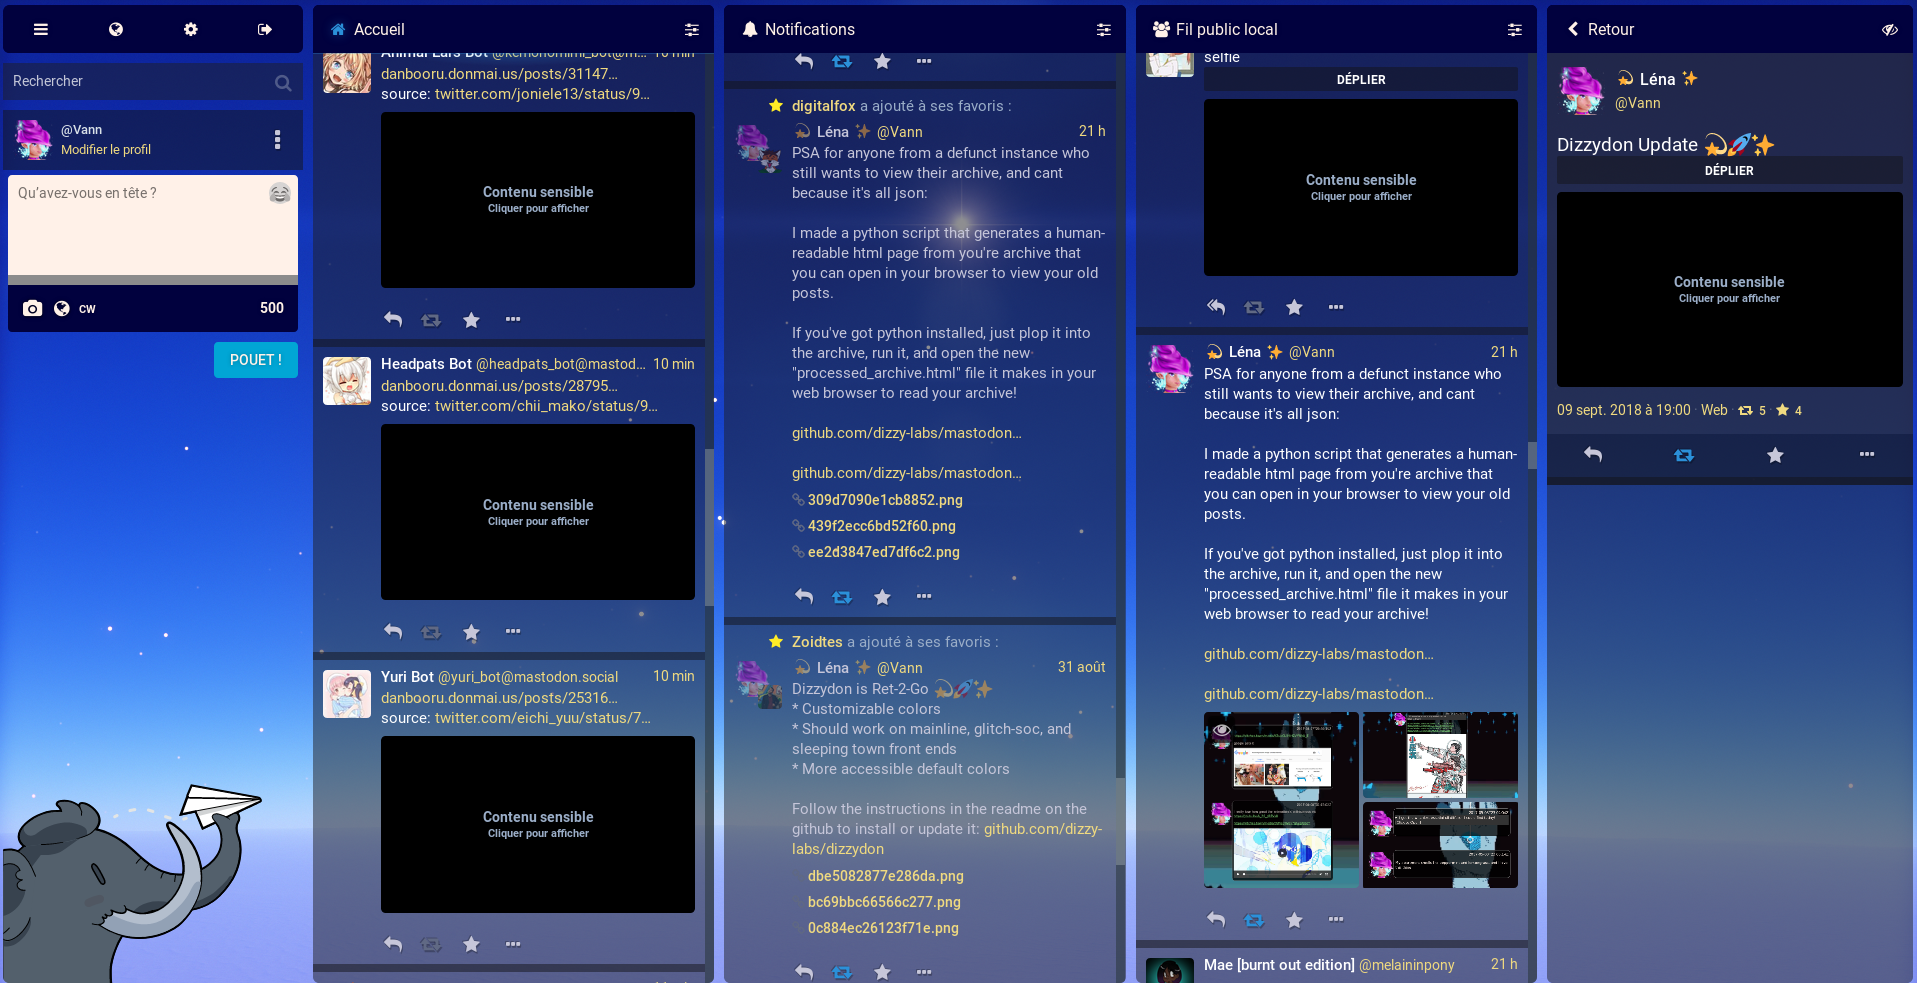 Rechercher
@Vann
Modifier le profil
Qu'avez-vous en tête ?
CW
500
POUET !
Accueil
Animal Ears Bot @kemonomimi_bot@m... 10 min
danbooru.donmai.us/posts/31147...
source: twitter.com/joniele13/status/9...
Contenu sensible
Cliquer pour afficher
Headpats Bot @headpats_bot@mastod... 10 min
danbooru.donmai.us/posts/28795...
source: twitter.com/chii_mako/status/9...
Contenu sensible
Cliquer pour afficher
Yuri Bot @yuri_bot@mastodon.social 10 min
danbooru.donmai.us/posts/25316...
source: twitter.com/eichi_yuu/status/7...
Contenu sensible
Cliquer pour afficher
Notifications
digitalfox a ajouté à ses favoris :
Léna @Vann 21 h
PSA for anyone from a defunct instance who
still wants to view their archive, and cant
because it's all json:
I made a python script that generates a human-
readable html page from you're archive that
you can open in your browser to view your old
posts.
If you've got python installed, just plop it into
the archive, run it, and open the new
"processed_archive.html" file it makes in your
web browser to read your archive!
github.com/dizzy-labs/mastodon...
github.com/dizzy-labs/mastodon...
309d7090e1cb8852.png
439f2ecc6bd52f60.png
ee2d3847ed7df6c2.png
Zoidtes a ajouté à ses favoris :
Léna @Vann 31 août
Dizzydon is Ret-2-Go 💫🚀✨
* Customizable colors
* Should work on mainline, glitch-soc, and
sleeping town front ends
* More accessible default colors
Follow the instructions in the readme on the
github to install or update it: github.com/dizzy-
labs/dizzydon
dbe5082877e286da.png
bc69bbc66566c277.png
0c884ec26123f71e.png
Fil public local
selfie
DÉPLIER
Contenu sensible
Cliquer pour afficher
Léna @Vann 21 h
PSA for anyone from a defunct instance who
still wants to view their archive, and cant
because it's all json:
I made a python script that generates a human-
readable html page from you're archive that
you can open in your browser to view your old
posts.
If you've got python installed, just plop it into
the archive, run it, and open the new
"processed_archive.html" file it makes in your
web browser to read your archive!
github.com/dizzy-labs/mastodon...
github.com/dizzy-labs/mastodon...
Mae [burnt out edition] @melaininpony 21 h
Retour
Léna
@Vann
Dizzydon Update 💫🚀✨
DÉPLIER
Contenu sensible
Cliquer pour afficher
09 sept. 2018 à 19:00 · Web · 5 · 4